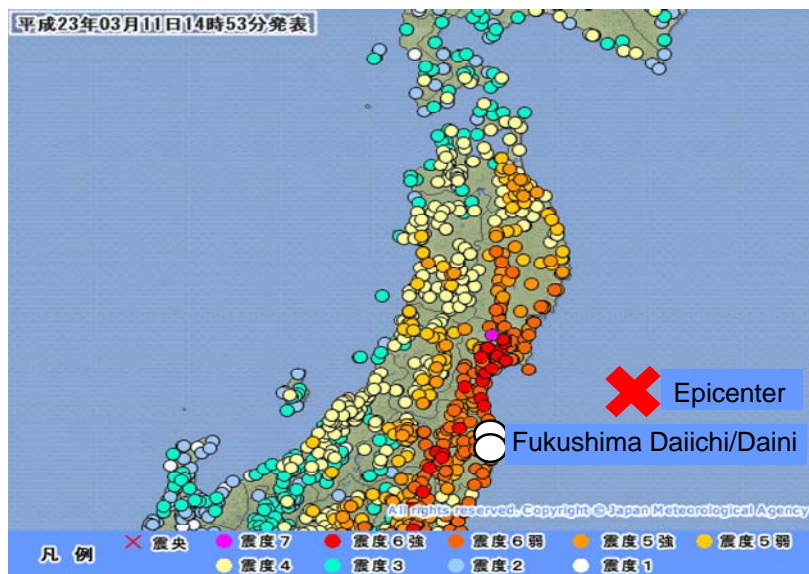 平成23年03月11日14時53分発表
Epicenter
Fukushima Daiichi/Daini
All rights reserved. Copyright © Japan Meteorological Agency
凡 例 震央 震度7 震度6強 震度6弱 震度5強 震度5弱
震度4 震度3 震度2 震度1